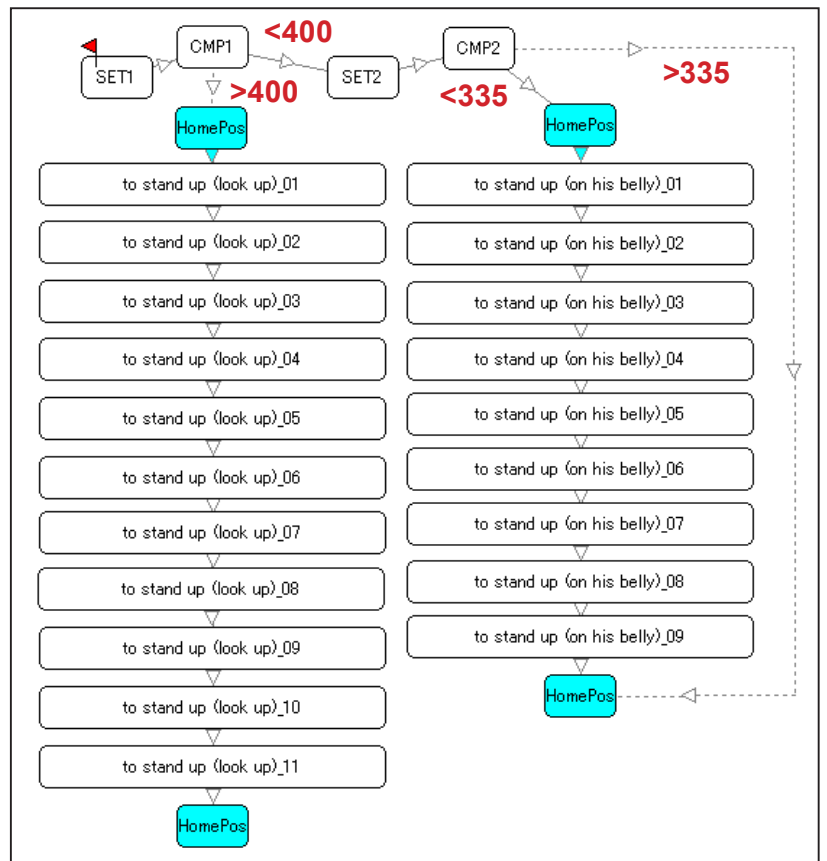 SET1
CMP1
<400
>400
SET2
CMP2
<335
>335
HomePos
to stand up (look up)_01
to stand up (look up)_02
to stand up (look up)_03
to stand up (look up)_04
to stand up (look up)_05
to stand up (look up)_06
to stand up (look up)_07
to stand up (look up)_08
to stand up (look up)_09
to stand up (look up)_10
to stand up (look up)_11
HomePos
HomePos
to stand up (on his belly)_01
to stand up (on his belly)_02
to stand up (on his belly)_03
to stand up (on his belly)_04
to stand up (on his belly)_05
to stand up (on his belly)_06
to stand up (on his belly)_07
to stand up (on his belly)_08
to stand up (on his belly)_09
HomePos